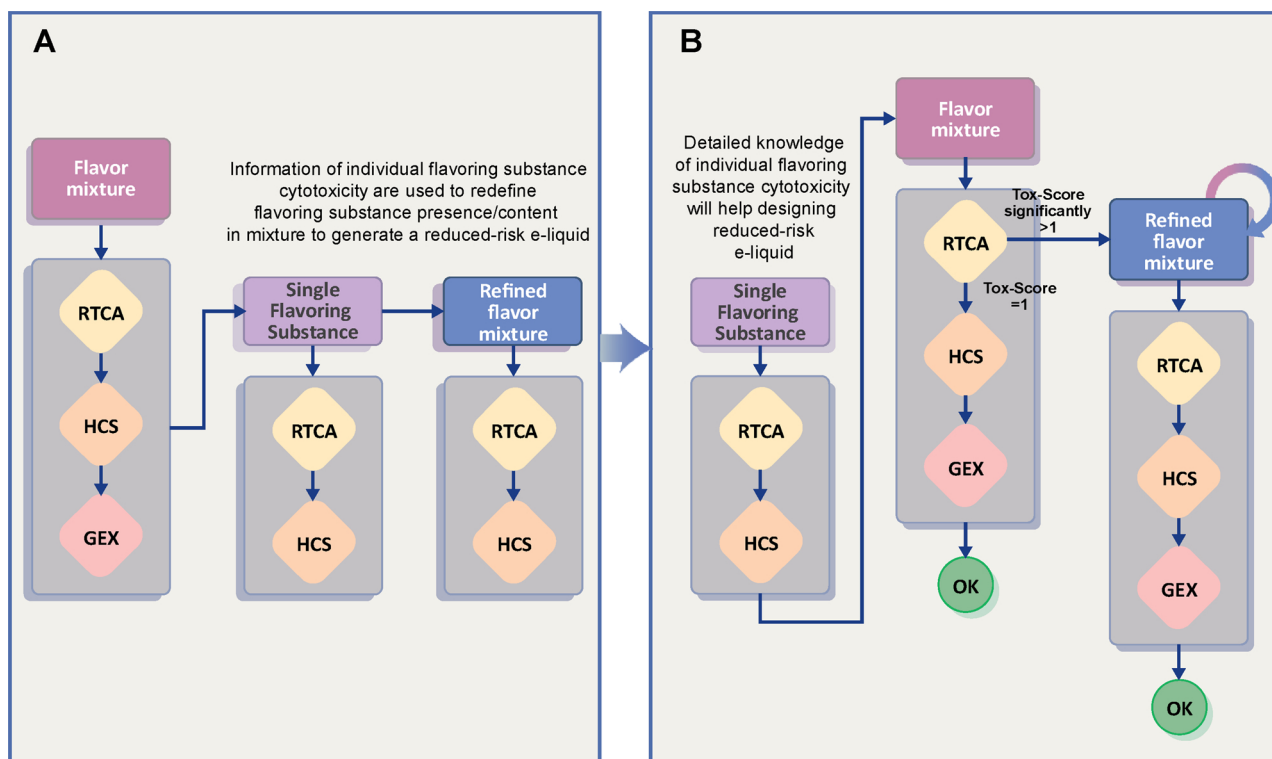 A
Flavor
mixture
RTCA
HCS
GEX
Information of individual flavoring substance
cytotoxicity are used to redefine
flavoring substance presence/content
in mixture to generate a reduced-risk e-liquid
Single
Flavoring
Substance
RTCA
HCS
Refined
flavor
mixture
RTCA
HCS
B
Detailed knowledge
of individual flavoring
substance cytotoxicity
will help designing
reduced-risk
e-liquid
Single
Flavoring
Substance
RTCA
HCS
Flavor
mixture
RTCA
Tox-Score
significantly
>1
Tox-Score
=1
HCS
GEX
OK
Refined
flavor
mixture
RTCA
HCS
GEX
OK